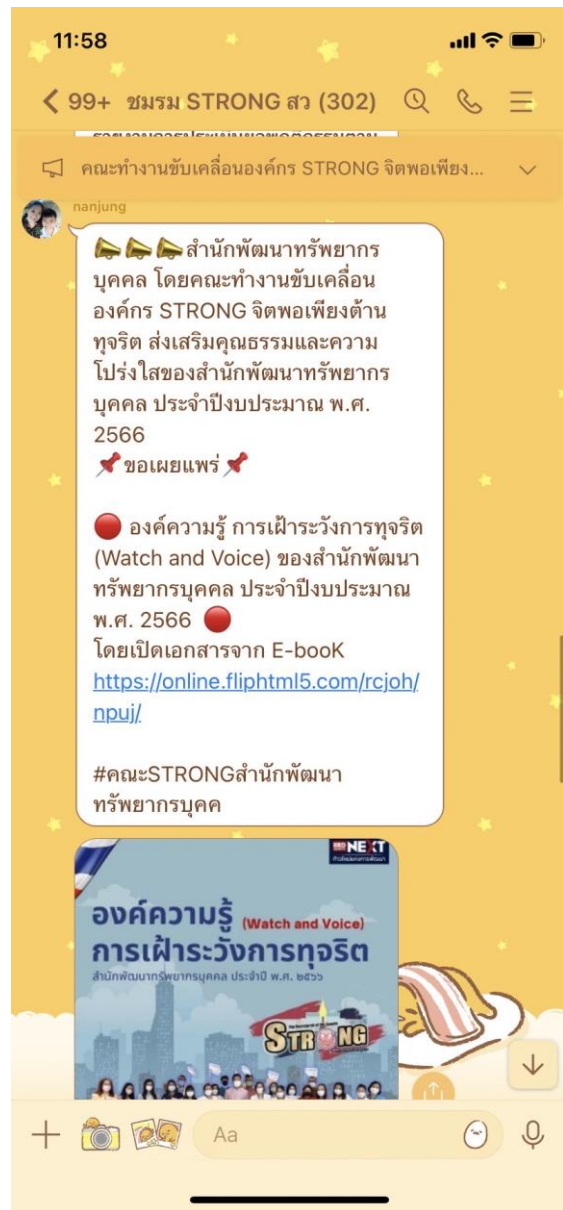 11:58
99+ ชมรม STRONG สว (302)
คณะทำงานขับเคลื่อนองค์กร STRONG จิตพอเพียง...
nanjung
สำนักพัฒนาทรัพยากร
บุคคล โดยคณะทำงานขับเคลื่อน
องค์กร STRONG จิตพอเพียงต้าน
ทุจริต ส่งเสริมคุณธรรมและความ
โปร่งใสของสำนักพัฒนาทรัพยากร
บุคคล ประจำปีงบประมาณ พ.ศ.
2566
📌ขอเผยแพร่📌
🔴 องค์ความรู้ การเฝ้าระวังการทุจริต
(Watch and Voice) ของสำนักพัฒนา
ทรัพยากรบุคคล ประจำปีงบประมาณ
พ.ศ. 2566 🔴
โดยเปิดเอกสารจาก E-booK
https://online.fliphtml5.com/rcjoh/
npuj/
#คณะSTRONGสำนักพัฒนา
ทรัพยากรบุคค
NEXT
องค์ความรู้ (Watch and Voice)
การเฝ้าระวังการทุจริต
สำนักพัฒนาทรัพยากรบุคคล ประจำปี พ.ศ. ๒๕๖๖
STRONG
Aa